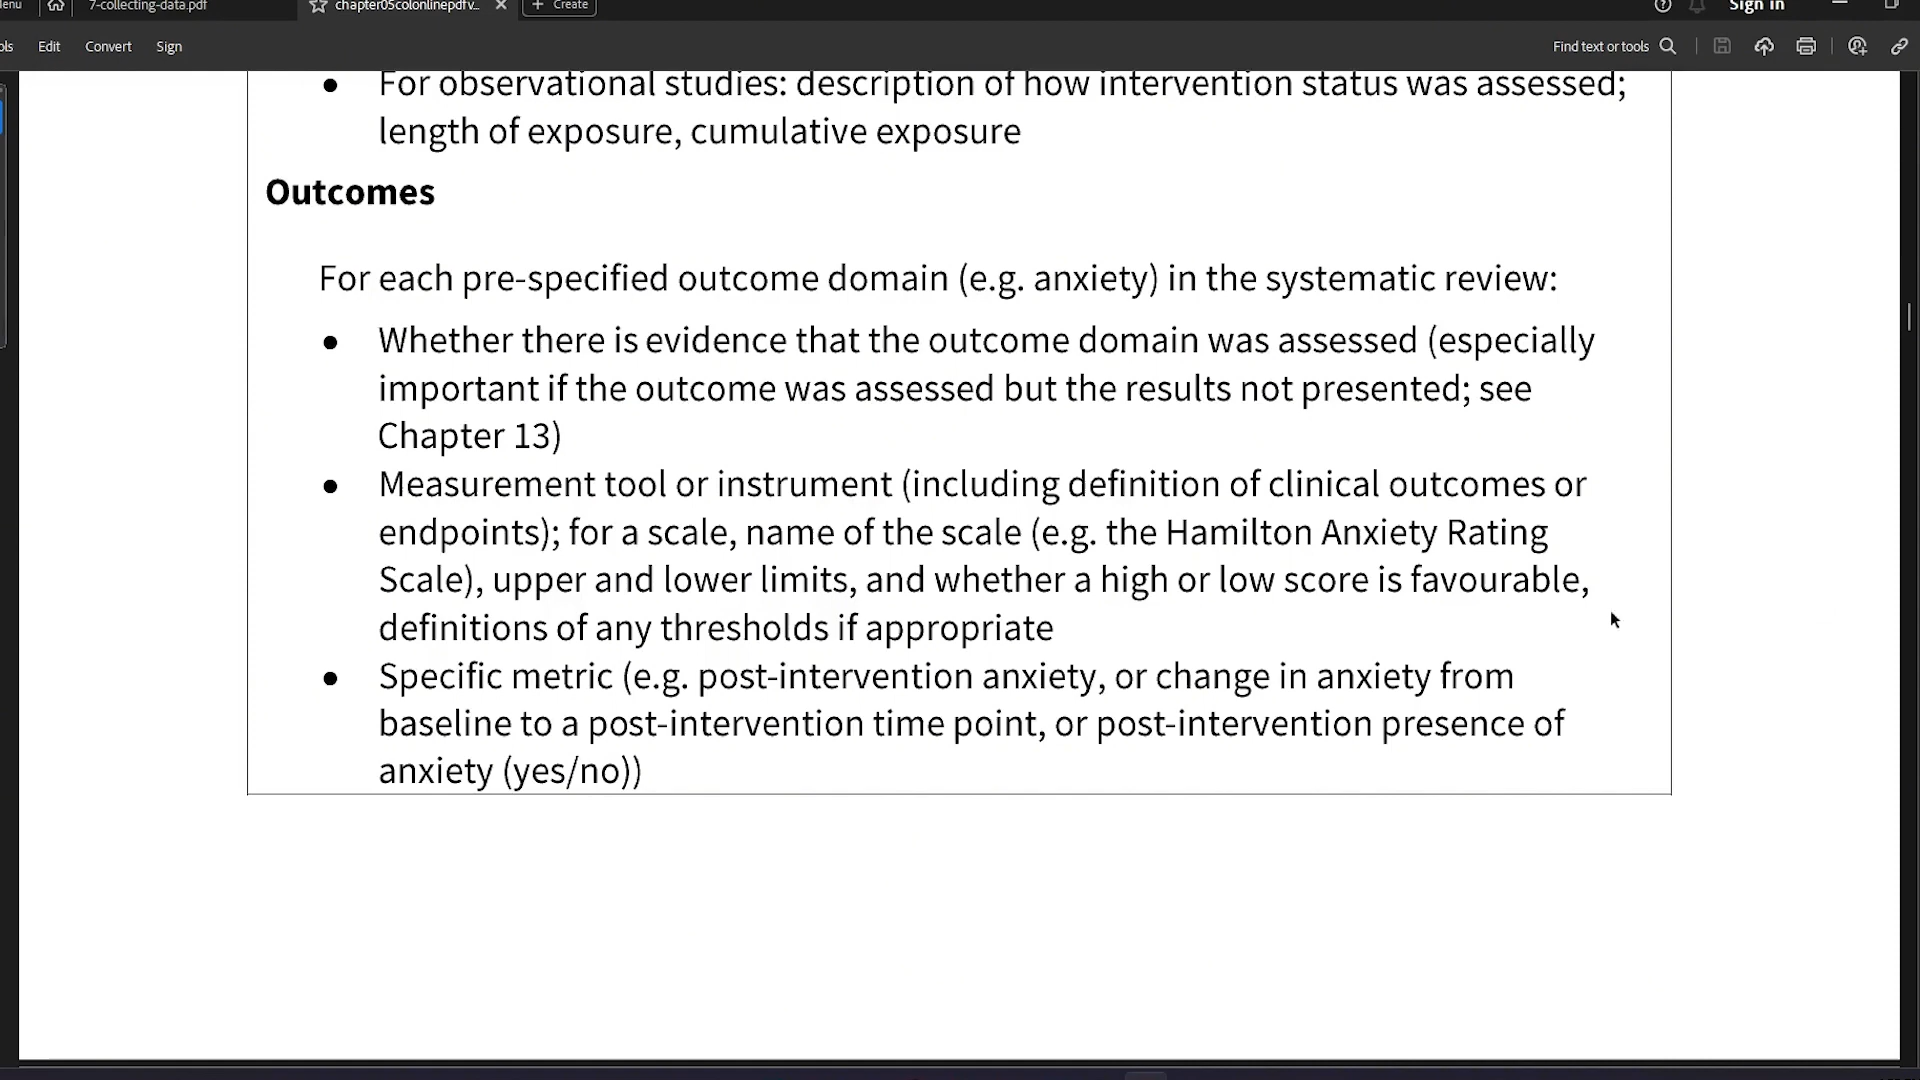 enu
7-collecting-data.pdf
chapter05colonlinepdfv...
Create
Sign in
ols
Edit
Convert
Sign
Find text or tools
• For observational studies: description of how intervention status was assessed;
length of exposure, cumulative exposure
Outcomes
For each pre-specified outcome domain (e.g. anxiety) in the systematic review:
• Whether there is evidence that the outcome domain was assessed (especially
important if the outcome was assessed but the results not presented; see
Chapter 13)
• Measurement tool or instrument (including definition of clinical outcomes or
endpoints); for a scale, name of the scale (e.g. the Hamilton Anxiety Rating
Scale), upper and lower limits, and whether a high or low score is favourable,
definitions of any thresholds if appropriate
• Specific metric (e.g. post-intervention anxiety, or change in anxiety from
baseline to a post-intervention time point, or post-intervention presence of
anxiety (yes/no))